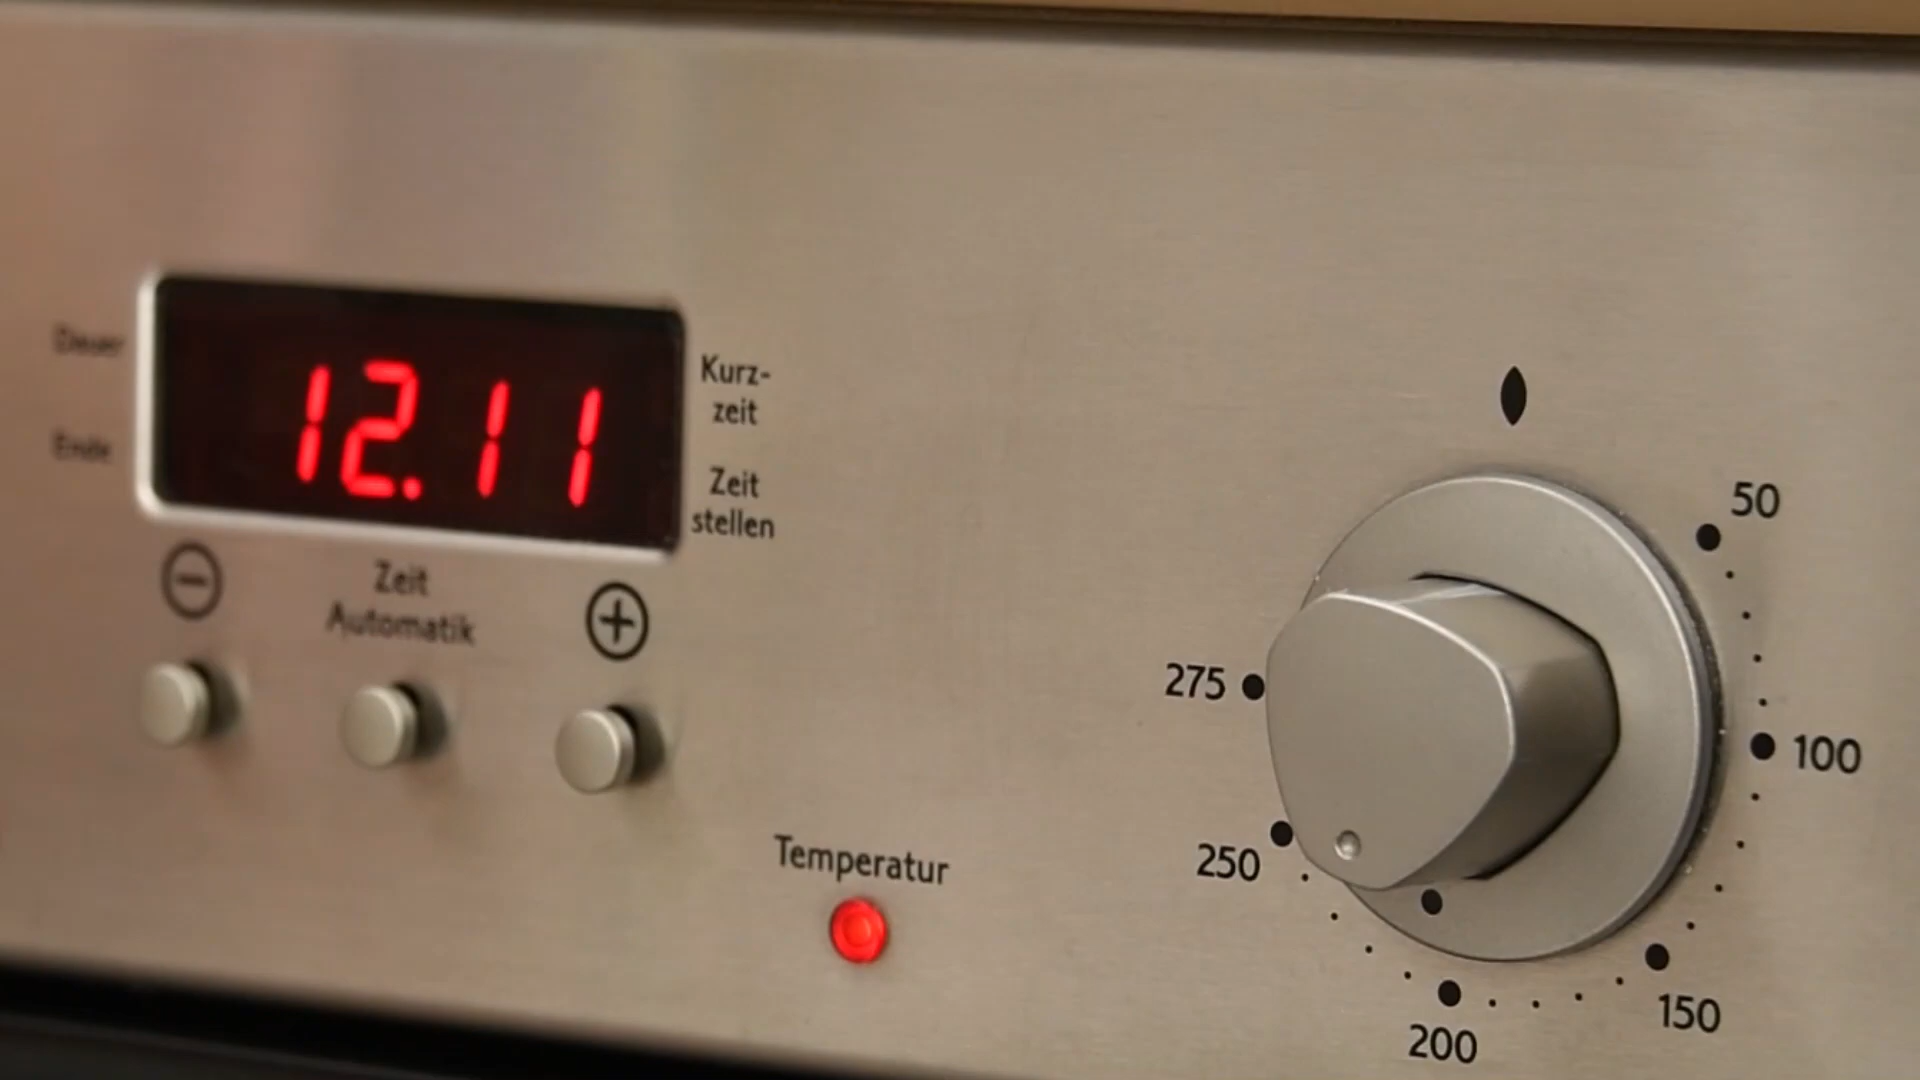 Dauer
Ende
12.11
Kurz-
zeit
Zeit
stellen
Zeit
Automatik
Temperatur
50
100
150
200
250
275